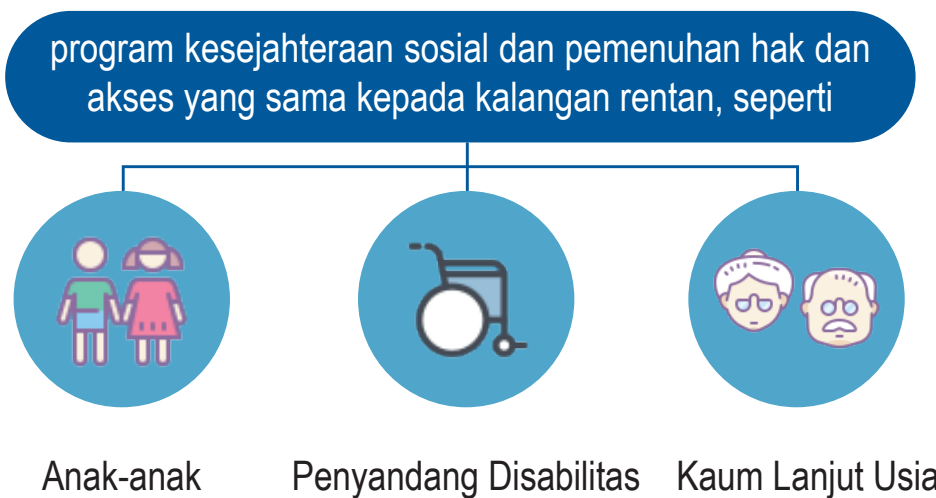 program kesejahteraan sosial dan pemenuhan hak dan
akses yang sama kepada kalangan rentan, seperti
Anak-anak
Penyandang Disabilitas
Kaum Lanjut Usia